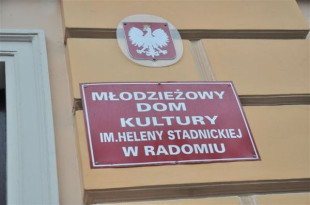 MŁODZIEŻOWY
DOM
KULTURY
IM.HELENY STADNICKIEJ
W RADOMIU